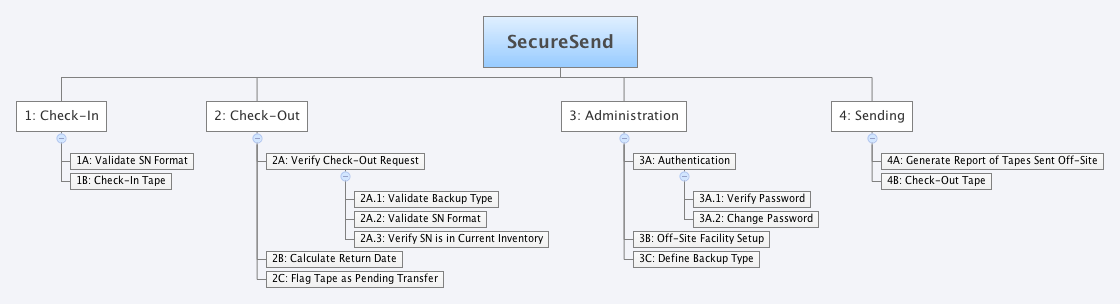 SecureSend
1: Check-In
1A: Validate SN Format
1B: Check-In Tape
2: Check-Out
2A: Verify Check-Out Request
2A.1: Validate Backup Type
2A.2: Validate SN Format
2A.3: Verify SN is in Current Inventory
2B: Calculate Return Date
2C: Flag Tape as Pending Transfer
3: Administration
3A: Authentication
3A.1: Verify Password
3A.2: Change Password
3B: Off-Site Facility Setup
3C: Define Backup Type
4: Sending
4A: Generate Report of Tapes Sent Off-Site
4B: Check-Out Tape